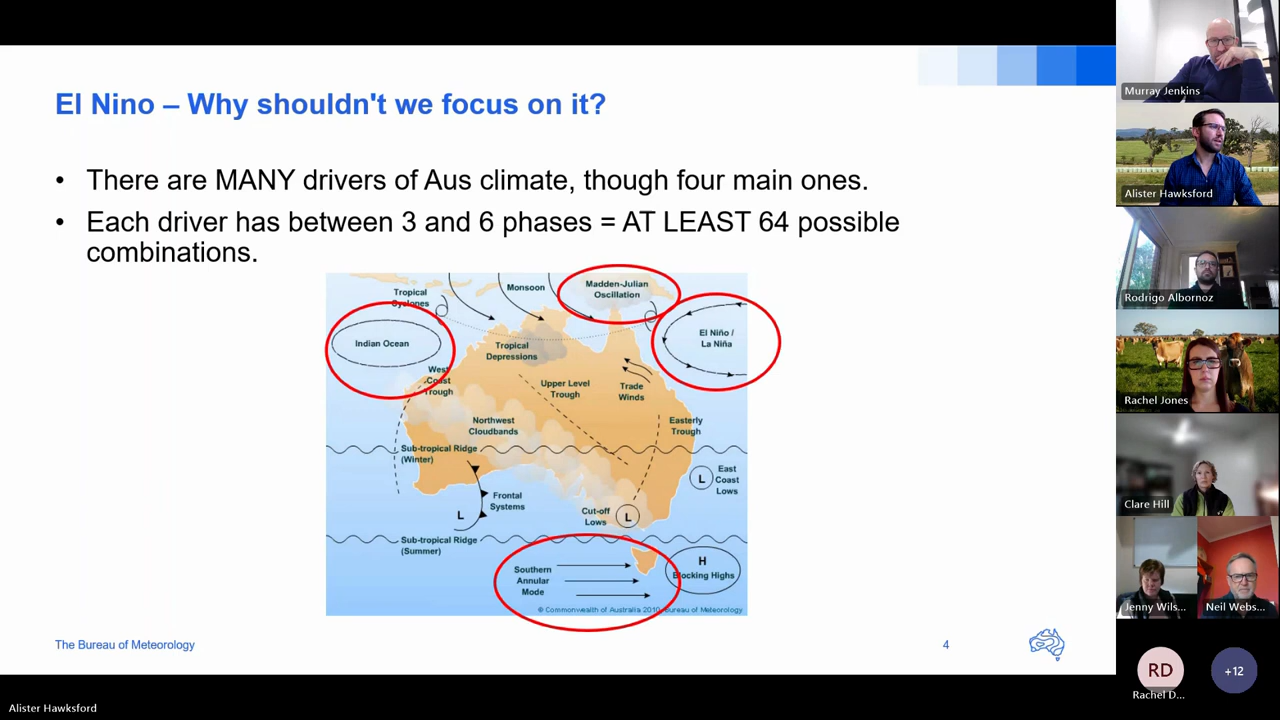 El Nino – Why shouldn't we focus on it?
• There are MANY drivers of Aus climate, though four main ones.
• Each driver has between 3 and 6 phases = AT LEAST 64 possible
combinations.
Tropical
Cyclones
Monsoon
Madden-Julian
Oscillation
Indian Ocean
El Niño /
La Niña
Tropical
Depressions
West
Coast
Trough
Upper Level
Trough
Trade
Winds
Northwest
Cloudbands
Easterly
Trough
Sub-tropical Ridge
(Winter)
L
East
Coast
Lows
Frontal
Systems
L
Cut-off
Lows
L
Sub-tropical Ridge
(Summer)
Southern
Annular
Mode
H
Blocking Highs
© Commonwealth of Australia 2010, Bureau of Meteorology
The Bureau of Meteorology
4
Murray Jenkins
Alister Hawksford
Rodrigo Albornoz
Rachel Jones
Clare Hill
Jenny Wils...
Neil Webs...
RD
Rachel D...
+12
Alister Hawksford